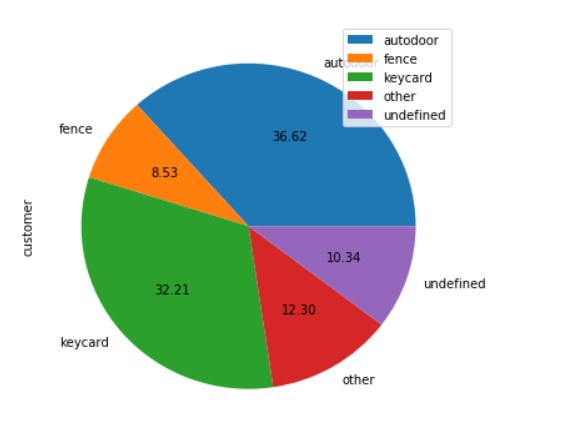 autodoor
autodoor
fence
keycard
other
undefined
fence
36.62
8.53
customer
10.34
undefined
32.21
12.30
keycard
other